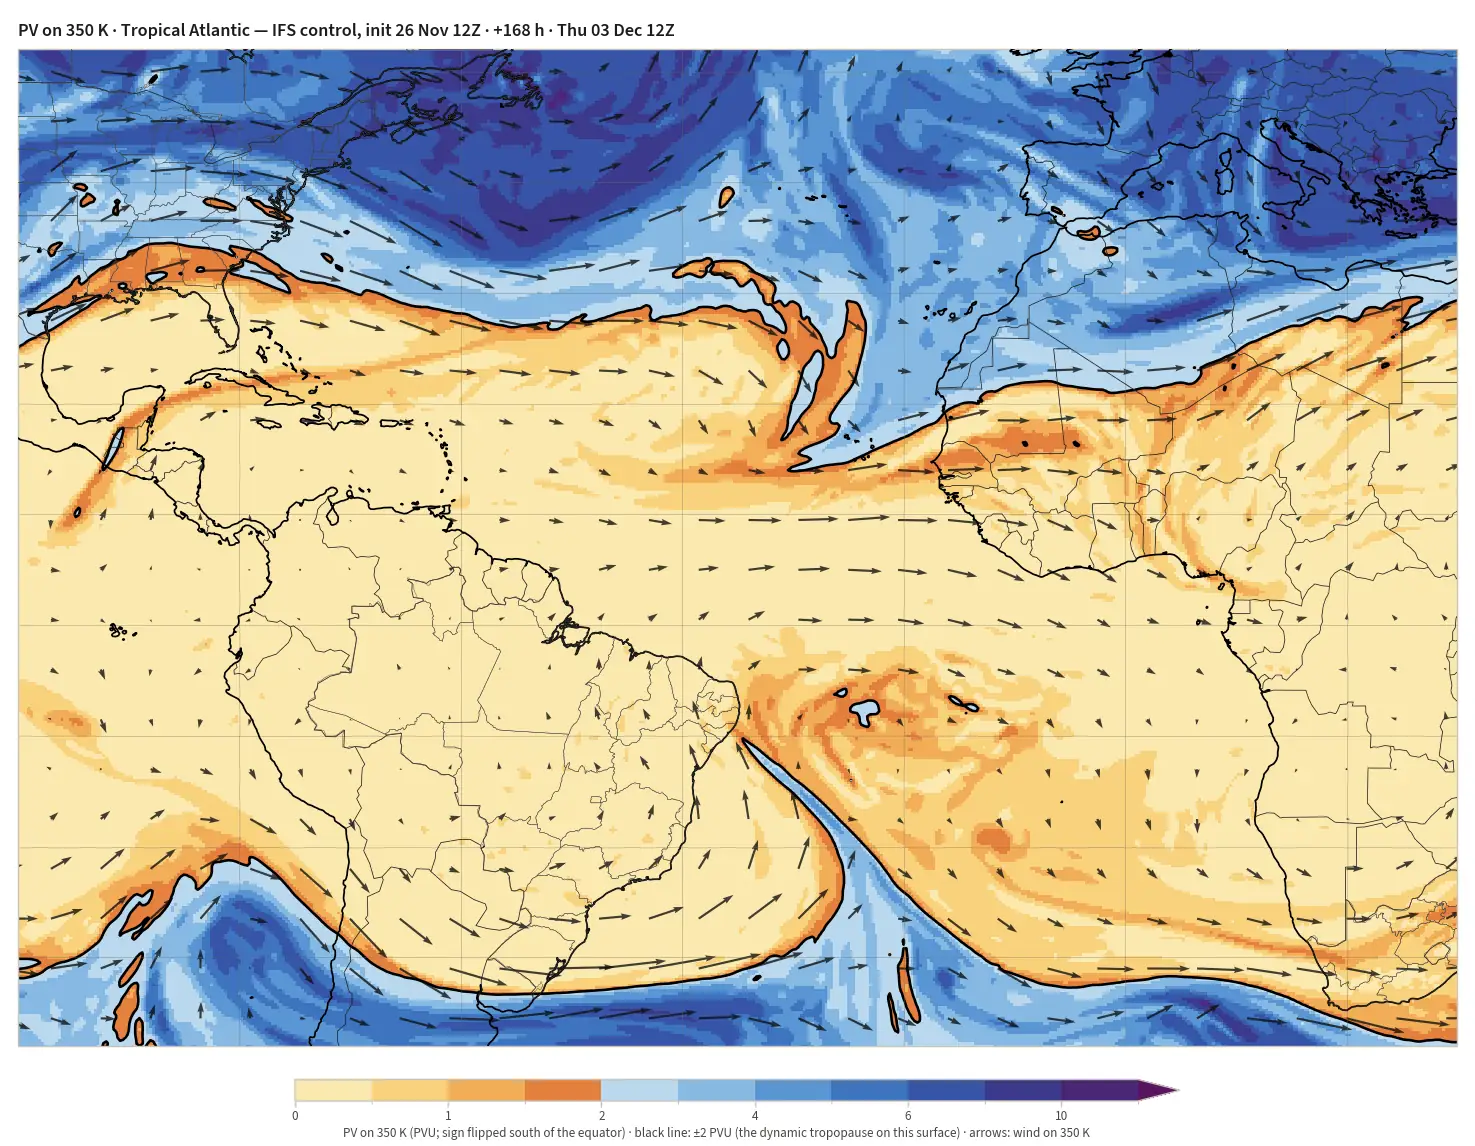 PV on 350 K · Tropical Atlantic — IFS control, init 26 Nov 12Z · +168 h · Thu 03 Dec 12Z
0 1 2 4 6 10
PV on 350 K (PVU; sign flipped south of the equator) · black line: ±2 PVU (the dynamic tropopause on this surface) · arrows: wind on 350 K